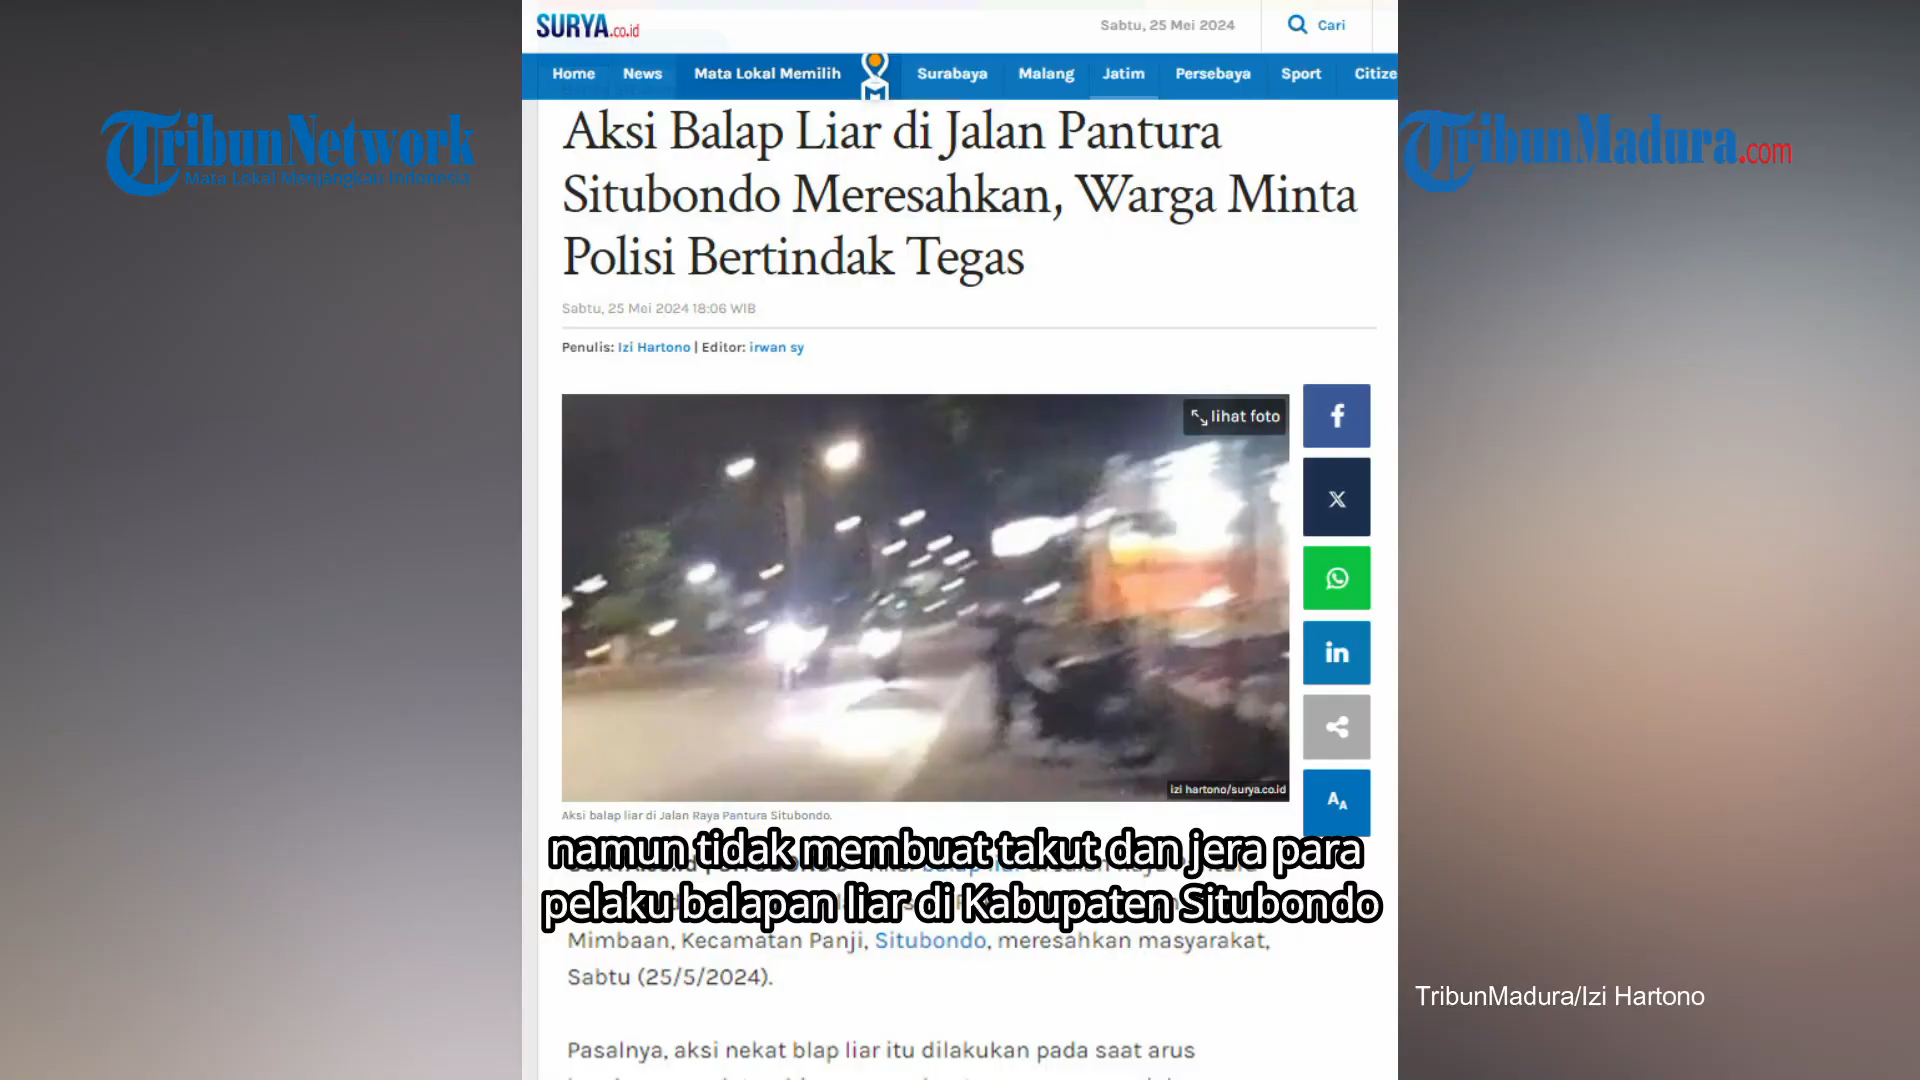 SURYA.co.id
Sabtu, 25 Mei 2024
Cari
Home News Mata Lokal Memilih Surabaya Malang Jatim Persebaya Sport Citize
TribunNetwork
Mata Lokal Menjangkau Indonesia
TribunMadura.com
Aksi Balap Liar di Jalan Pantura
Situbondo Meresahkan, Warga Minta
Polisi Bertindak Tegas
Sabtu, 25 Mei 2024 18:06 WIB
Penulis: Izi Hartono | Editor: irwan sy
lihat foto
izi hartono/surya.co.id
Aksi balap liar di Jalan Raya Pantura Situbondo.
namun tidak membuat takut dan jera para
pelaku balapan liar di Kabupaten Situbondo
Mimbaan, Kecamatan Panji, Situbondo, meresahkan masyarakat,
Sabtu (25/5/2024).
TribunMadura/Izi Hartono
Pasalnya, aksi nekat blap liar itu dilakukan pada saat arus